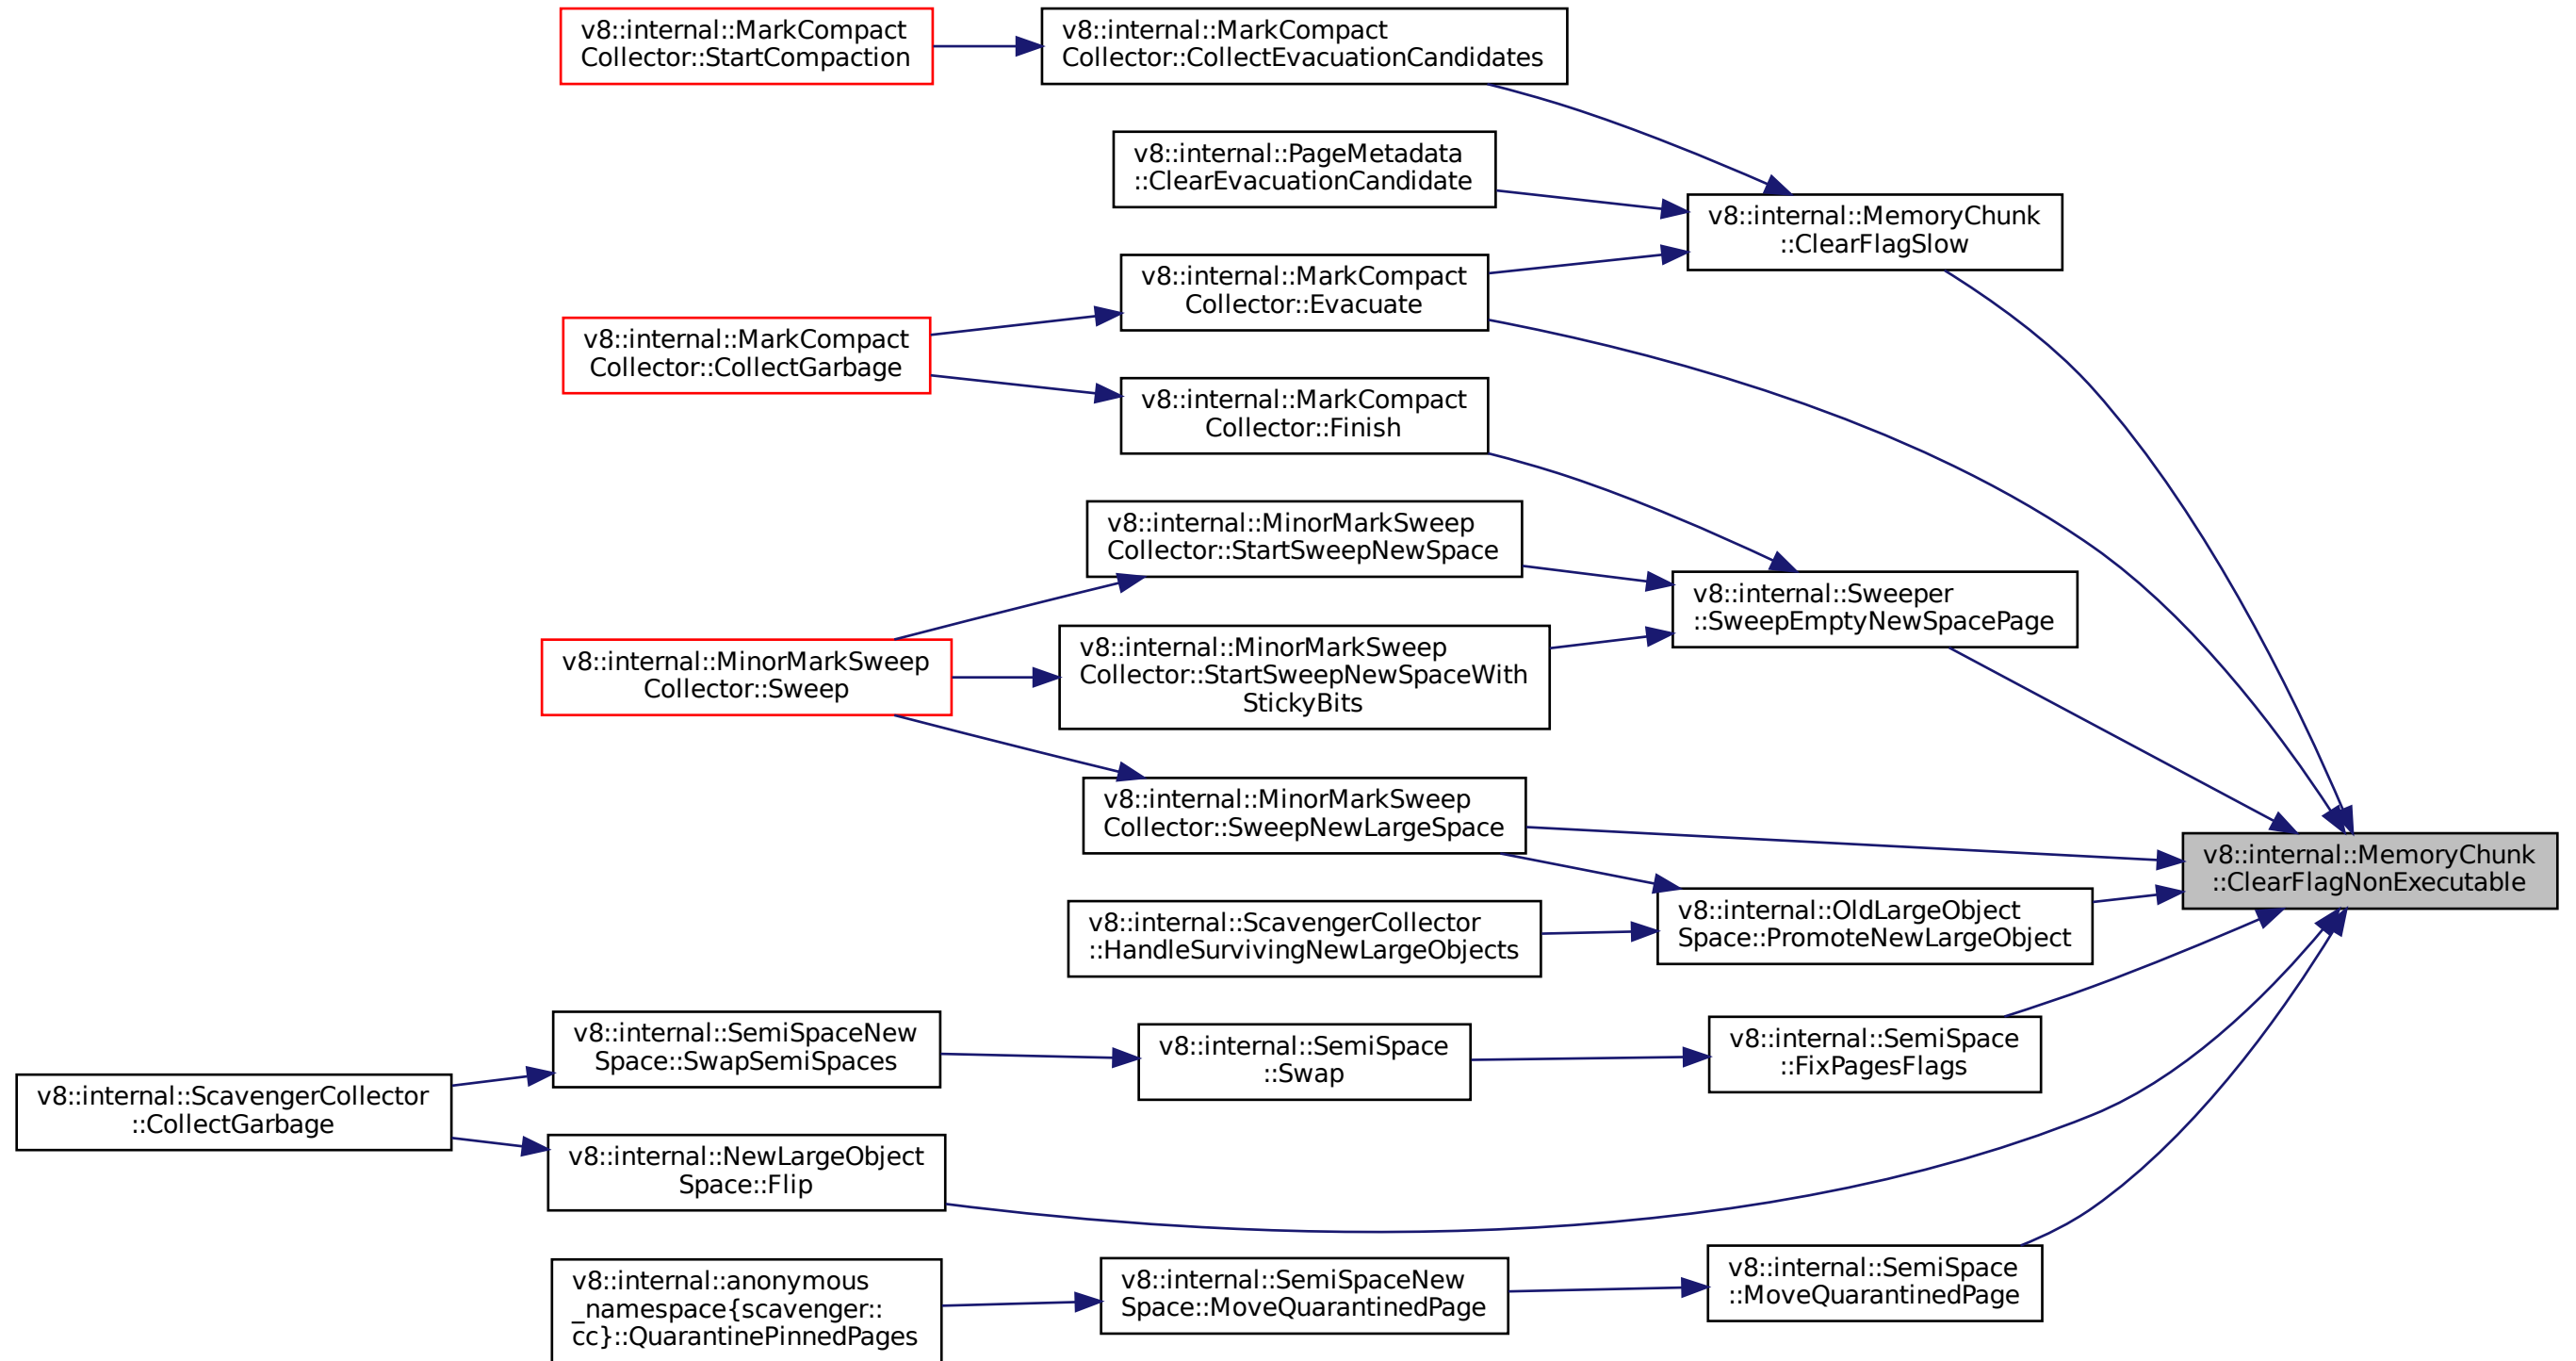 v8::internal::MarkCompact
Collector::StartCompaction
v8::internal::MarkCompact
Collector::CollectEvacuationCandidates
v8::internal::PageMetadata
::ClearEvacuationCandidate
v8::internal::MemoryChunk
::ClearFlagSlow
v8::internal::MarkCompact
Collector::Evacuate
v8::internal::MarkCompact
Collector::CollectGarbage
v8::internal::MarkCompact
Collector::Finish
v8::internal::MinorMarkSweep
Collector::StartSweepNewSpace
v8::internal::Sweeper
::SweepEmptyNewSpacePage
v8::internal::MinorMarkSweep
Collector::Sweep
v8::internal::MinorMarkSweep
Collector::StartSweepNewSpaceWith
StickyBits
v8::internal::MinorMarkSweep
Collector::SweepNewLargeSpace
v8::internal::MemoryChunk
::ClearFlagNonExecutable
v8::internal::ScavengerCollector
::HandleSurvivingNewLargeObjects
v8::internal::OldLargeObject
Space::PromoteNewLargeObject
v8::internal::SemiSpaceNew
Space::SwapSemiSpaces
v8::internal::SemiSpace
::Swap
v8::internal::SemiSpace
::FixPagesFlags
v8::internal::ScavengerCollector
::CollectGarbage
v8::internal::NewLargeObject
Space::Flip
v8::internal::anonymous
_namespace{scavenger::
cc}::QuarantinePinnedPages
v8::internal::SemiSpaceNew
Space::MoveQuarantinedPage
v8::internal::SemiSpace
::MoveQuarantinedPage